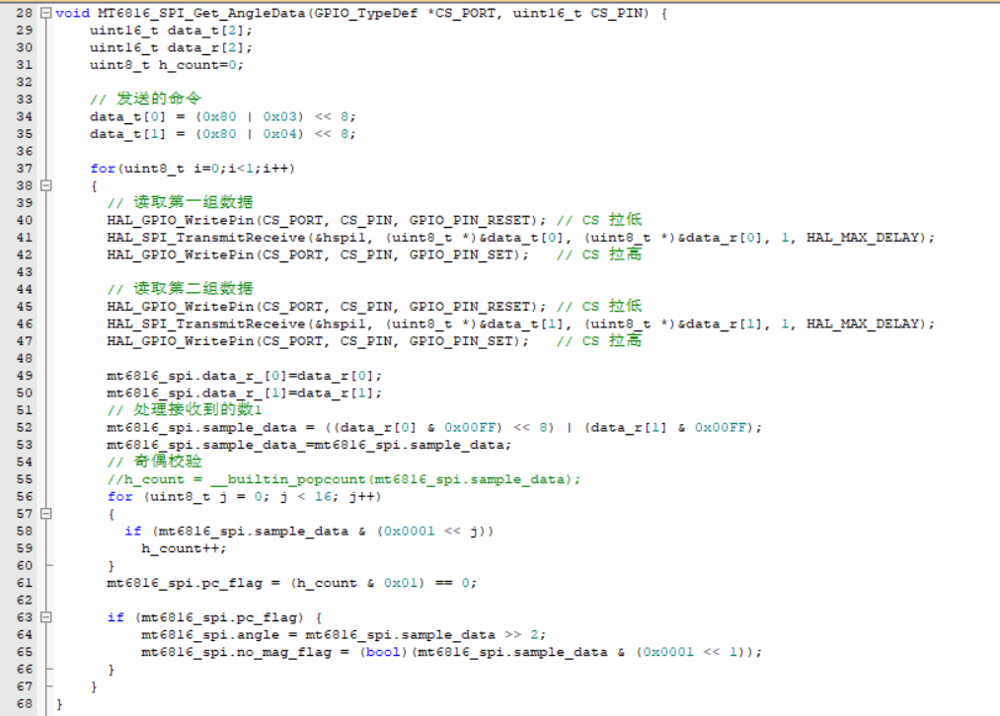 28 void MT6816_SPI_Get_AngleData(GPIO_TypeDef *CS_PORT, uint16_t CS_PIN) {
29 uint16_t data_t[2];
30 uint16_t data_r[2];
31 uint8_t h_count=0;
32
33 // 发送的命令
34 data_t[0] = (0x80 | 0x03) << 8;
35 data_t[1] = (0x80 | 0x04) << 8;
36
37 for(uint8_t i=0;i<1;i++)
38 {
39 // 读取第一组数据
40 HAL_GPIO_WritePin(CS_PORT, CS_PIN, GPIO_PIN_RESET); // CS 拉低
41 HAL_SPI_TransmitReceive(&hspi1, (uint8_t *)&data_t[0], (uint8_t *)&data_r[0], 1, HAL_MAX_DELAY);
42 HAL_GPIO_WritePin(CS_PORT, CS_PIN, GPIO_PIN_SET); // CS 拉高
43
44 // 读取第二组数据
45 HAL_GPIO_WritePin(CS_PORT, CS_PIN, GPIO_PIN_RESET); // CS 拉低
46 HAL_SPI_TransmitReceive(&hspi1, (uint8_t *)&data_t[1], (uint8_t *)&data_r[1], 1, HAL_MAX_DELAY);
47 HAL_GPIO_WritePin(CS_PORT, CS_PIN, GPIO_PIN_SET); // CS 拉高
48
49 mt6816_spi.data_r_[0]=data_r[0];
50 mt6816_spi.data_r_[1]=data_r[1];
51 // 处理接收到的数1
52 mt6816_spi.sample_data = ((data_r[0] & 0x00FF) << 8) | (data_r[1] & 0x00FF);
53 mt6816_spi.sample_data_=mt6816_spi.sample_data;
54 // 奇偶校验
55 //h_count = __builtin_popcount(mt6816_spi.sample_data);
56 for (uint8_t j = 0; j < 16; j++)
57 {
58 if (mt6816_spi.sample_data & (0x0001 << j))
59 h_count++;
60 }
61 mt6816_spi.pc_flag = (h_count & 0x01) == 0;
62
63 if (mt6816_spi.pc_flag) {
64 mt6816_spi.angle = mt6816_spi.sample_data >> 2;
65 mt6816_spi.no_mag_flag = (bool)(mt6816_spi.sample_data & (0x0001 << 1));
66 }
67 }
68 }